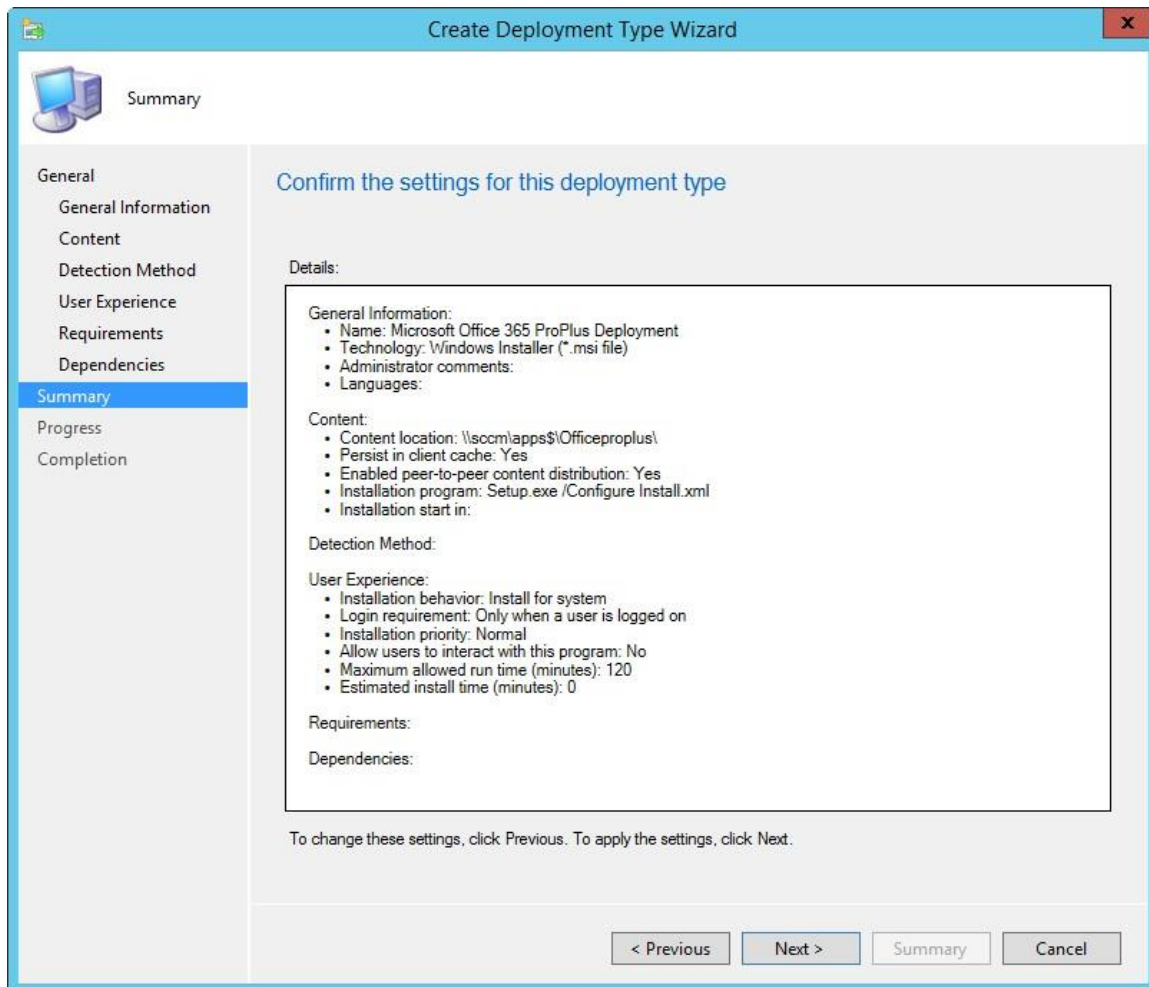 Create Deployment Type Wizard
x
Summary
General
General Information
Content
Detection Method
User Experience
Requirements
Dependencies
Summary
Progress
Completion
Confirm the settings for this deployment type
Details:
General Information:
• Name: Microsoft Office 365 ProPlus Deployment
• Technology: Windows Installer (*.msi file)
• Administrator comments:
• Languages:
Content:
• Content location: \\sccm\apps$\Officeproplus\
• Persist in client cache: Yes
• Enabled peer-to-peer content distribution: Yes
• Installation program: Setup.exe /Configure Install.xml
• Installation start in:
Detection Method:
User Experience:
• Installation behavior: Install for system
• Login requirement: Only when a user is logged on
• Installation priority: Normal
• Allow users to interact with this program: No
• Maximum allowed run time (minutes): 120
• Estimated install time (minutes): 0
Requirements:
Dependencies:
To change these settings, click Previous. To apply the settings, click Next.
< Previous
Next >
Summary
Cancel